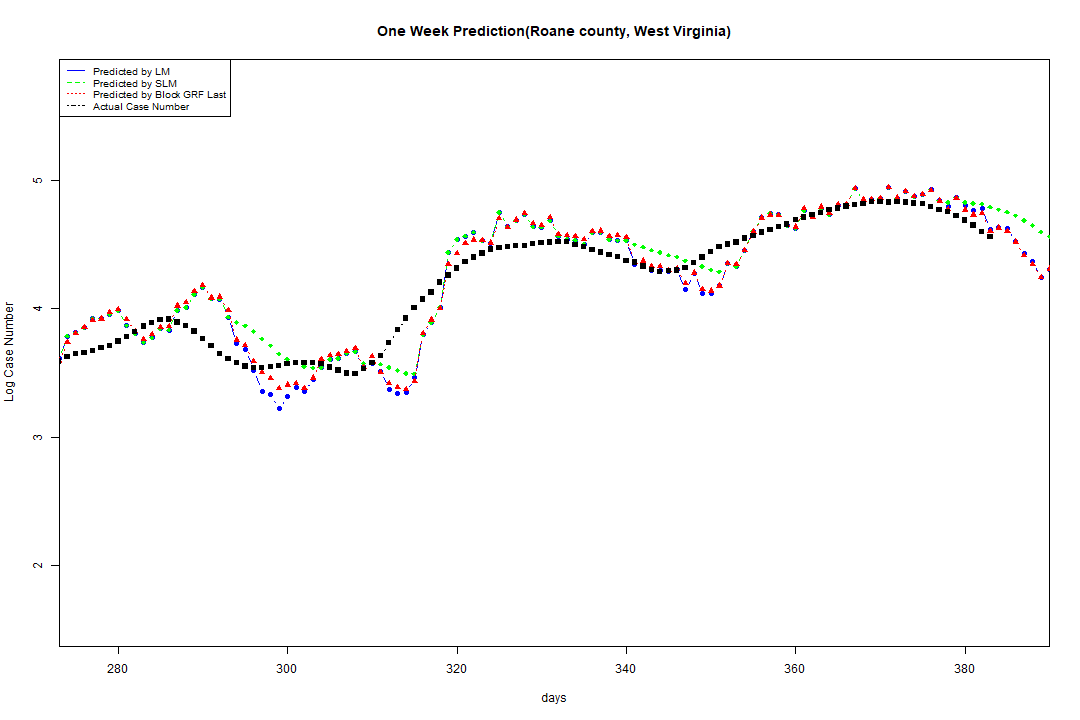 One Week Prediction(Roane county, West Virginia)
Predicted by LM
Predicted by SLM
Predicted by Block GRF Last
Actual Case Number
5
4
3
2
Log Case Number
280 300 320 340 360 380
days